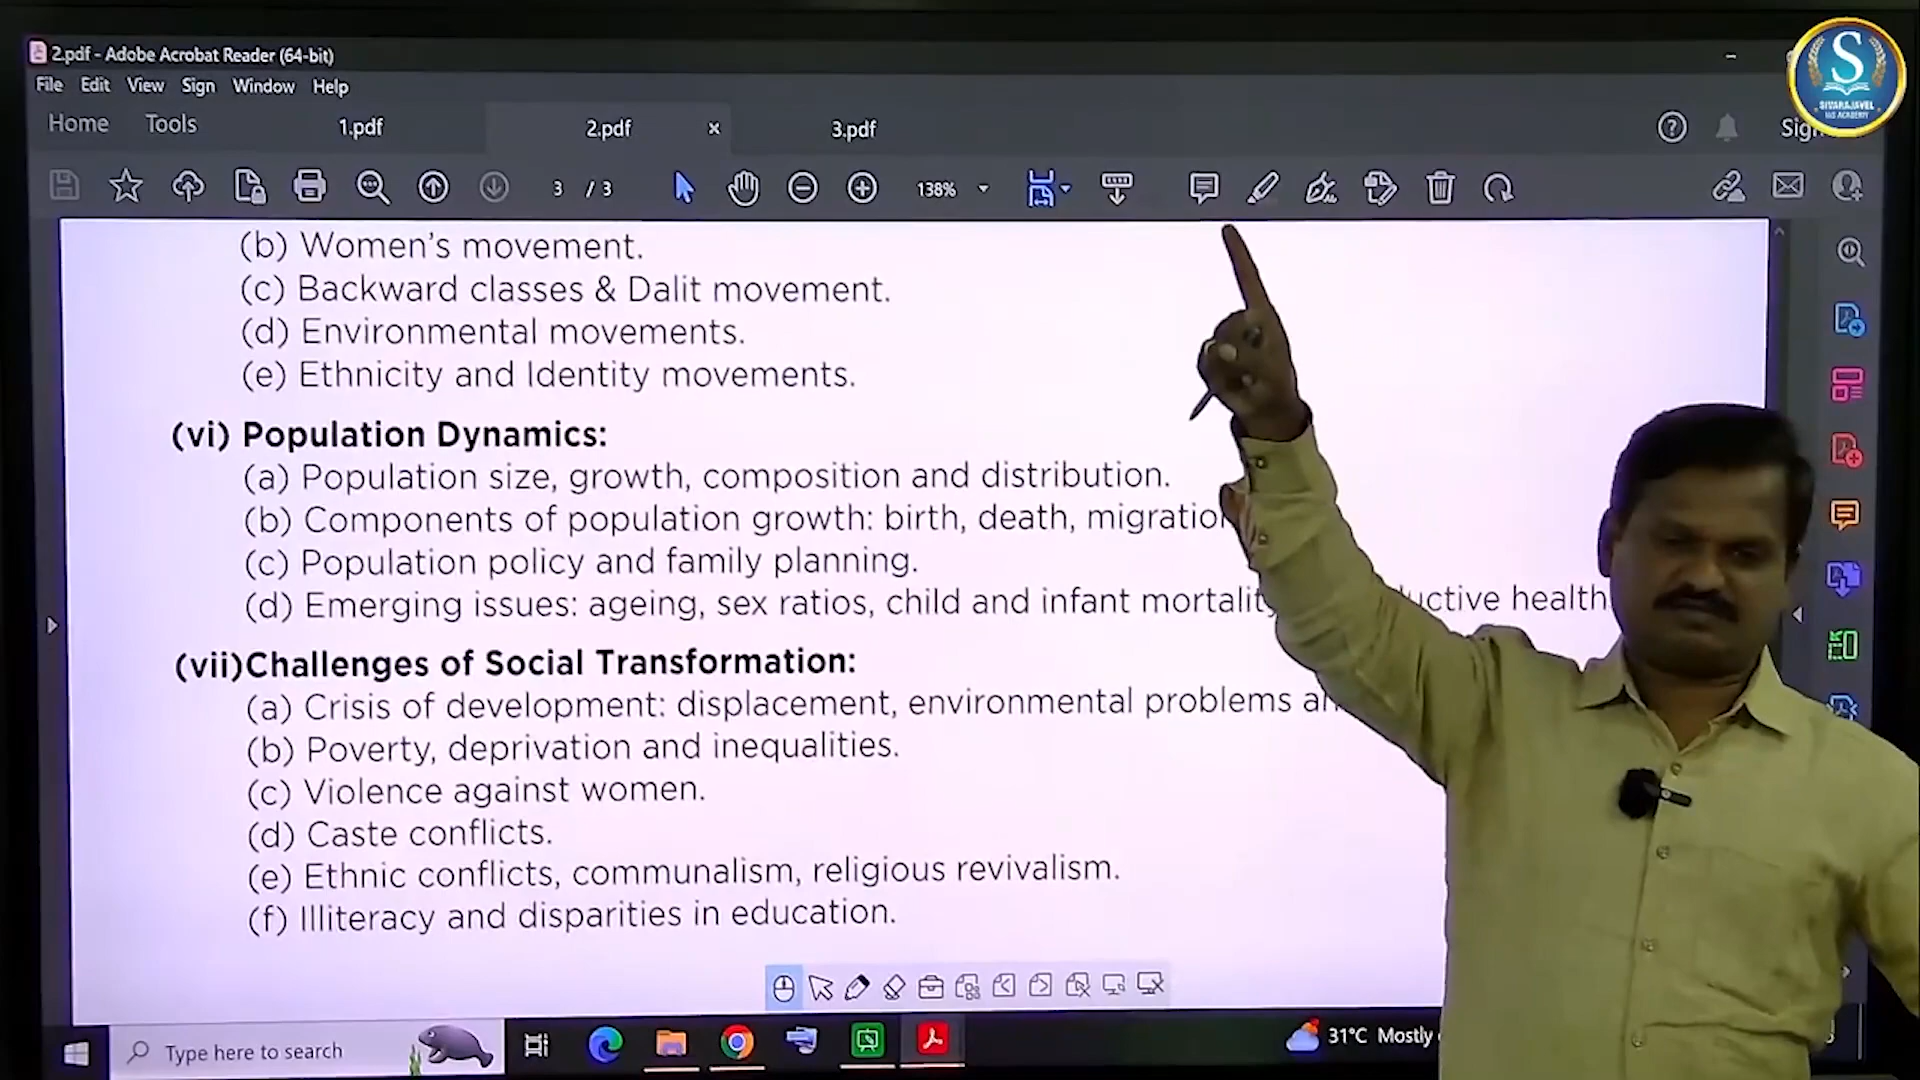 2.pdf - Adobe Acrobat Reader (64-bit)
File Edit View Sign Window Help
Home Tools 1.pdf 2.pdf × 3.pdf
3 / 3 138%
S
SIVARAJAVEL
IAS ACADEMY
(b) Women's movement.
(c) Backward classes & Dalit movement.
(d) Environmental movements.
(e) Ethnicity and Identity movements.
(vi) Population Dynamics:
(a) Population size, growth, composition and distribution.
(b) Components of population growth: birth, death, migration
(c) Population policy and family planning.
(d) Emerging issues: ageing, sex ratios, child and infant mortality health
(vii)Challenges of Social Transformation:
(a) Crisis of development: displacement, environmental problems
(b) Poverty, deprivation and inequalities.
(c) Violence against women.
(d) Caste conflicts.
(e) Ethnic conflicts, communalism, religious revivalism.
(f) Illiteracy and disparities in education.
Type here to search 31°C Mostly